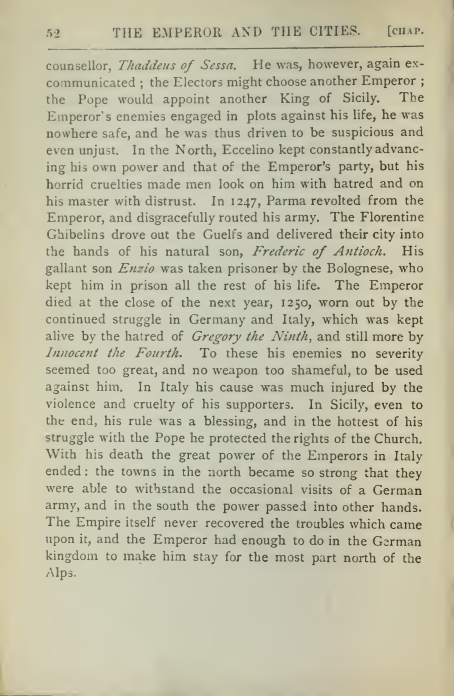 52 THE EMPEROR AND THE CITIES. [CHAP.
counsellor, Thaddeus of Sessa. He was, however, again ex-
communicated ; the Electors might choose another Emperor ;
the Pope would appoint another King of Sicily. The
Emperor's enemies engaged in plots against his life, he was
nowhere safe, and he was thus driven to be suspicious and
even unjust. In the North, Eccelino kept constantly advanc-
ing his own power and that of the Emperor's party, but his
horrid cruelties made men look on him with hatred and on
his master with distrust. In 1247, Parma revolted from the
Emperor, and disgracefully routed his army. The Florentine
Ghibelins drove out the Guelfs and delivered their city into
the hands of his natural son, Frederic of Antioch. His
gallant son Enzio was taken prisoner by the Bolognese, who
kept him in prison all the rest of his life. The Emperor
died at the close of the next year, 1250, worn out by the
continued struggle in Germany and Italy, which was kept
alive by the hatred of Gregory the Ninth, and still more by
Innocent the Fourth. To these his enemies no severity
seemed too great, and no weapon too shameful, to be used
against him. In Italy his cause was much injured by the
violence and cruelty of his supporters. In Sicily, even to
the end, his rule was a blessing, and in the hottest of his
struggle with the Pope he protected the rights of the Church.
With his death the great power of the Emperors in Italy
ended : the towns in the north became so strong that they
were able to withstand the occasional visits of a German
army, and in the south the power passed into other hands.
The Empire itself never recovered the troubles which came
upon it, and the Emperor had enough to do in the German
kingdom to make him stay for the most part north of the
Alps.